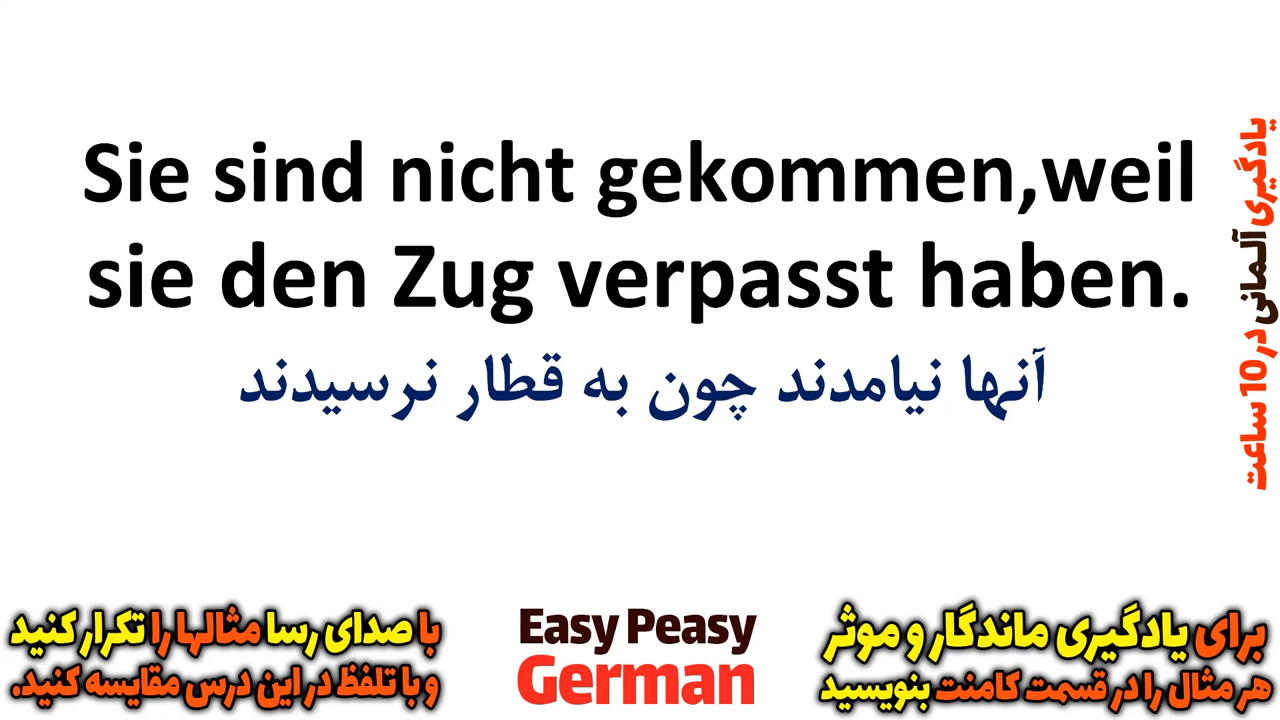 Sie sind nicht gekommen,weil
sie den Zug verpasst haben.
آنها نیامدند چون به قطار نرسیدند
یادگیری آلمانی در 10 ساعت
با صدای رسا مثالها را تکرار کنید
و با تلفظ در این درس مقایسه کنید.
Easy Peasy
German
برای یادگیری ماندگار و موثر
هر مثال را در قسمت کامنت بنویسید